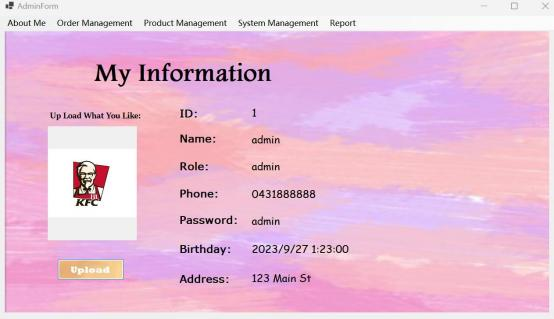 AdminForm
About Me Order Management Product Management System Management Report
My Information
Up Load What You Like:
KFC
Upload
ID: 1
Name: admin
Role: admin
Phone: 0431888888
Password: admin
Birthday: 2023/9/27 1:23:00
Address: 123 Main St